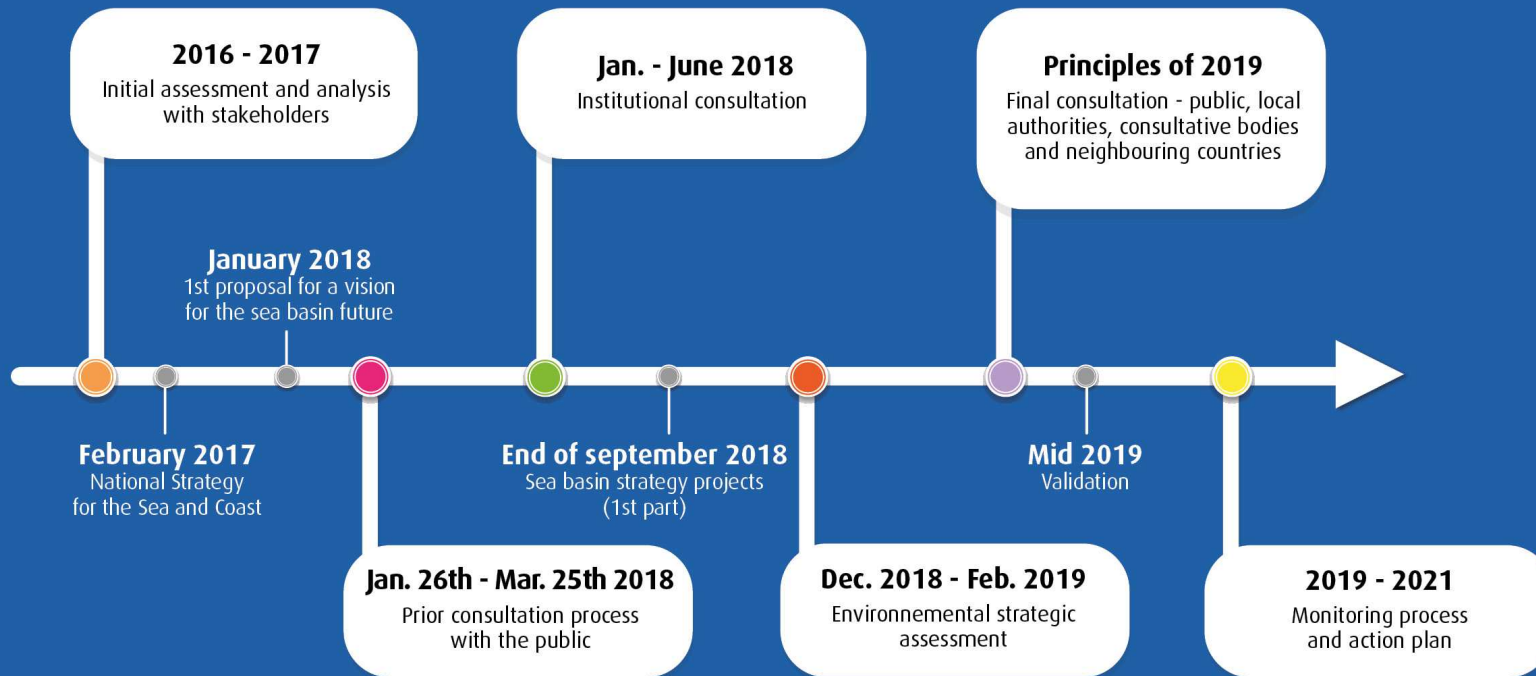 2016 - 2017
Initial assessment and analysis
with stakeholders
Jan. - June 2018
Institutional consultation
Principles of 2019
Final consultation - public, local
authorities, consultative bodies
and neighbouring countries
January 2018
1st proposal for a vision
for the sea basin future
February 2017
National Strategy
for the Sea and Coast
End of september 2018
Sea basin strategy projects
(1st part)
Mid 2019
Validation
Jan. 26th - Mar. 25th 2018
Prior consultation process
with the public
Dec. 2018 - Feb. 2019
Environnemental strategic
assessment
2019 - 2021
Monitoring process
and action plan